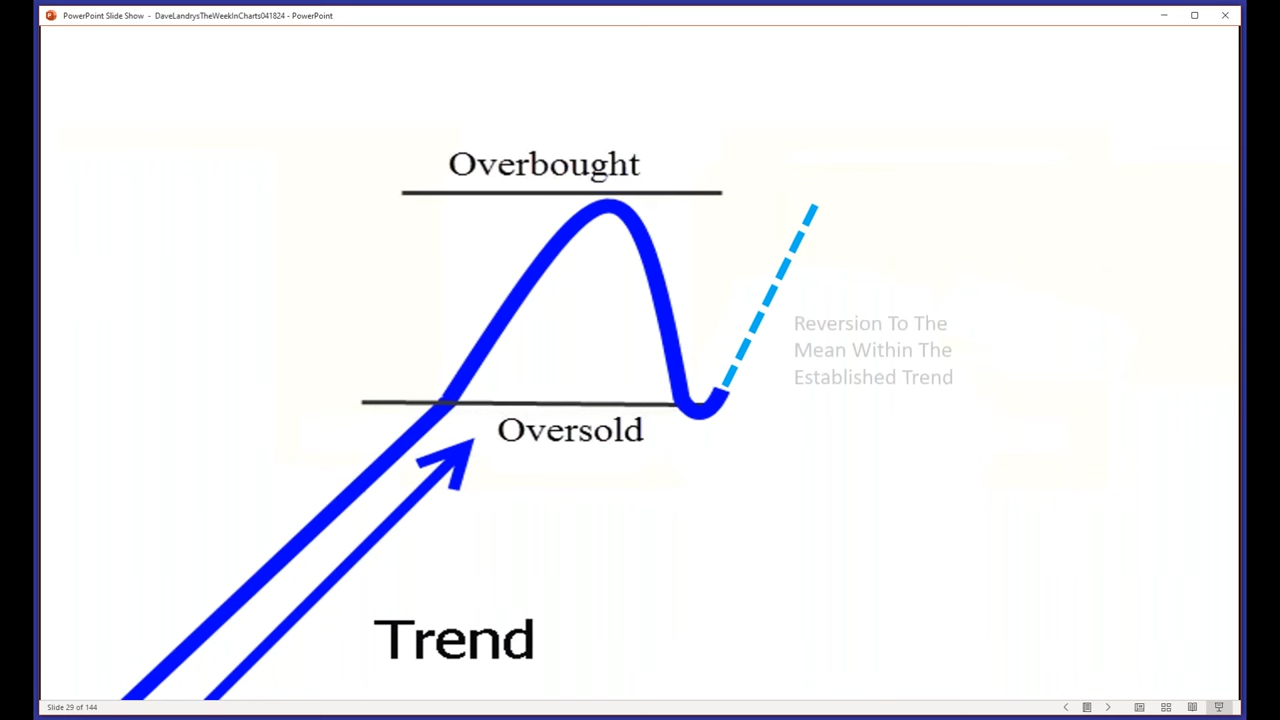 PowerPoint Slide Show - DaveLandrysTheWeekInCharts041824 - PowerPoint
Overbought
Reversion To The
Mean Within The
Established Trend
Oversold
Trend
Slide 29 of 144